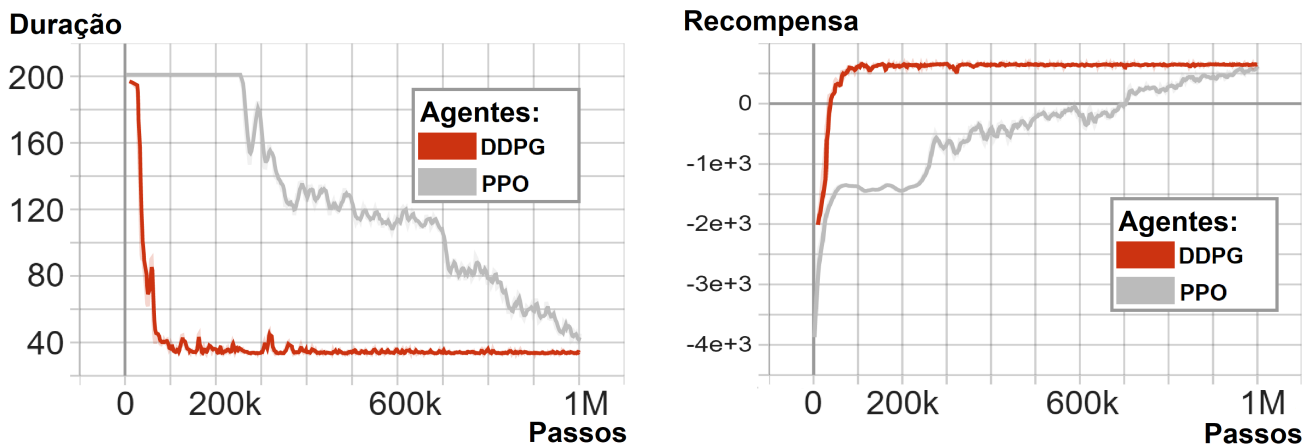 Duração
200
160
120
80
40
0
200k
600k
1M
Passos
Agentes:
DDPG
PPO
Recompensa
0
-1e+3
-2e+3
-3e+3
-4e+3
0
200k
600k
1M
Passos
Agentes:
DDPG
PPO